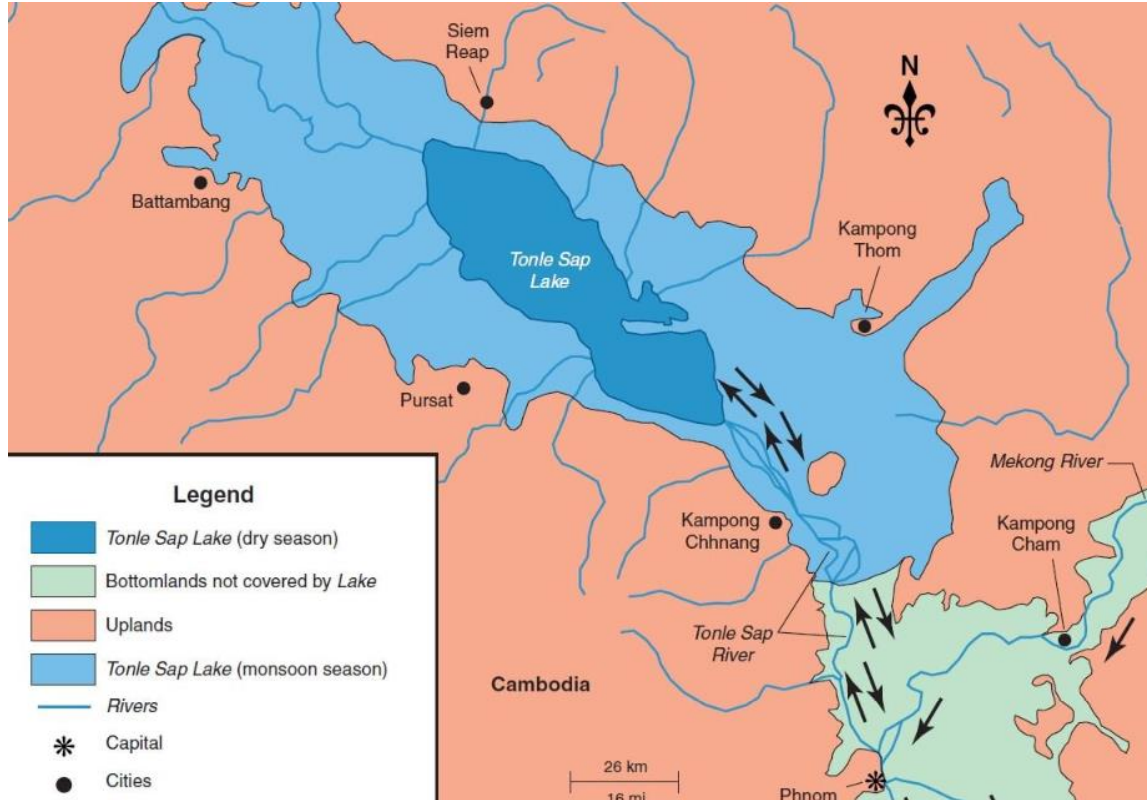 Siem
Reap
N
Battambang
Kampong
Thom
Tonle Sap
Lake
Pursat
Mekong River
Kampong
Chhnang
Kampong
Cham
Tonle Sap
River
Cambodia
26 km
16 mi
Phnom
Legend
Tonle Sap Lake (dry season)
Bottomlands not covered by Lake
Uplands
Tonle Sap Lake (monsoon season)
Rivers
Capital
Cities